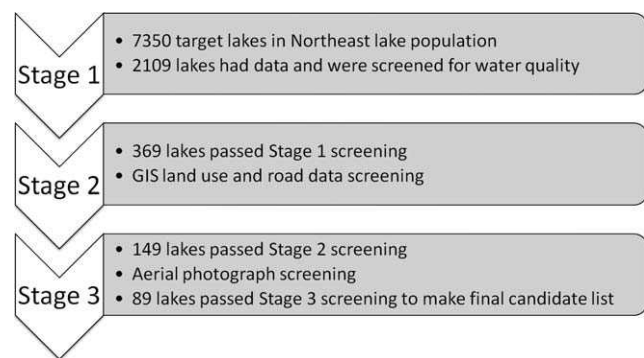 Stage 1
• 7350 target lakes in Northeast lake population
• 2109 lakes had data and were screened for water quality
Stage 2
• 369 lakes passed Stage 1 screening
• GIS land use and road data screening
Stage 3
• 149 lakes passed Stage 2 screening
• Aerial photograph screening
• 89 lakes passed Stage 3 screening to make final candidate list